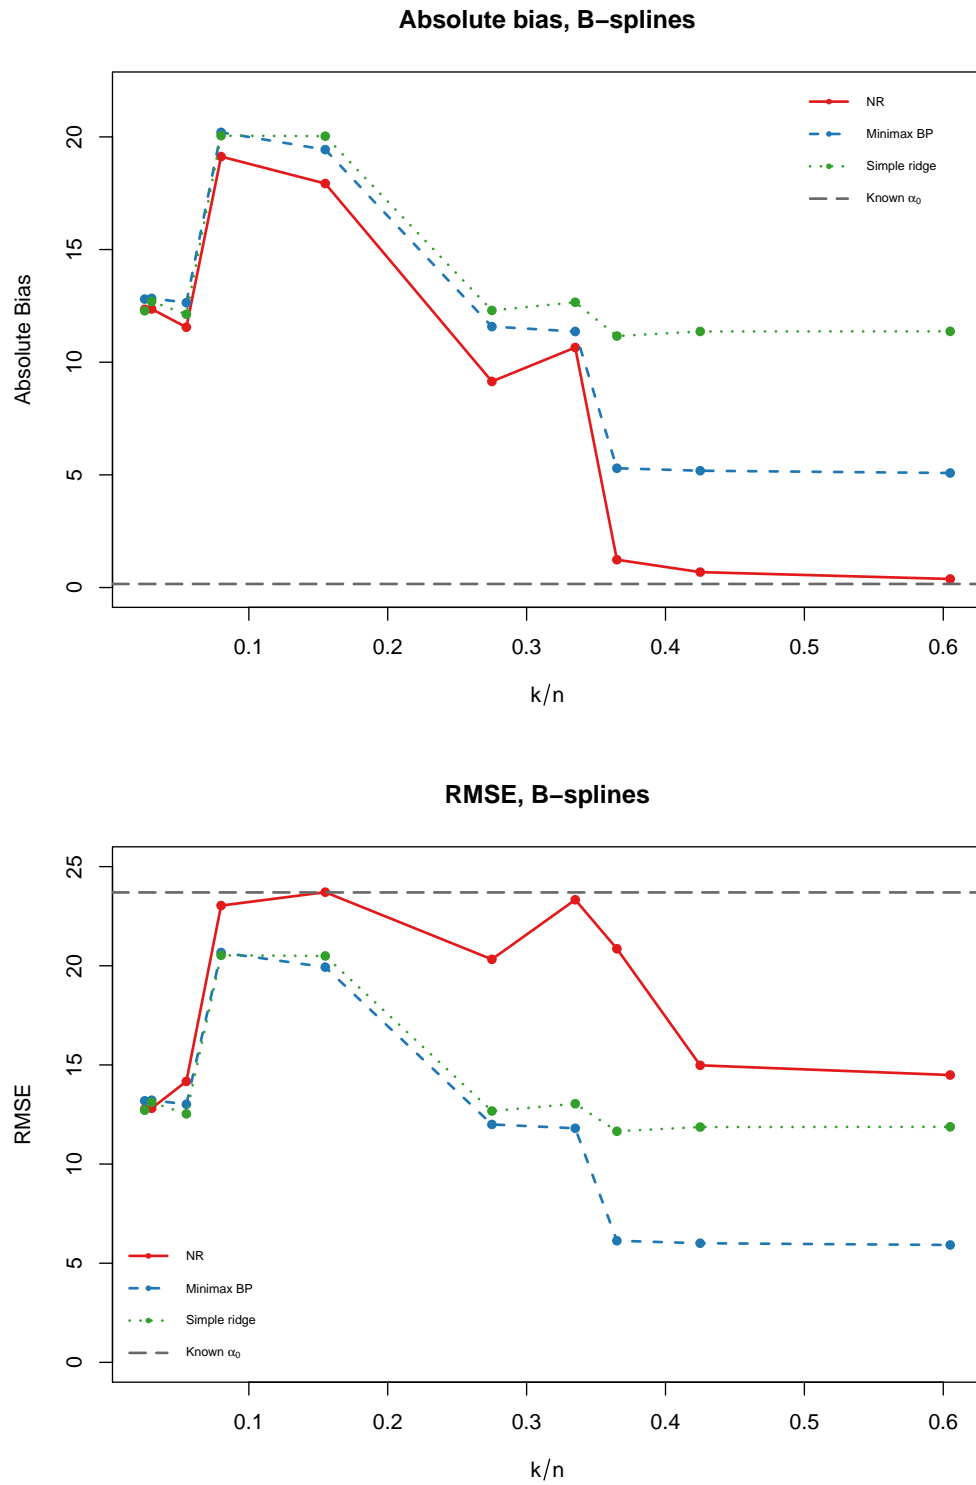 Absolute bias, B−splines
Absolute Bias
0
5
10
15
20
NR
Minimax BP
Simple ridge
Known α₀
0.1 0.2 0.3 0.4 0.5 0.6
k/n
RMSE, B−splines
RMSE
0
5
10
15
20
25
NR
Minimax BP
Simple ridge
Known α₀
0.1 0.2 0.3 0.4 0.5 0.6
k/n